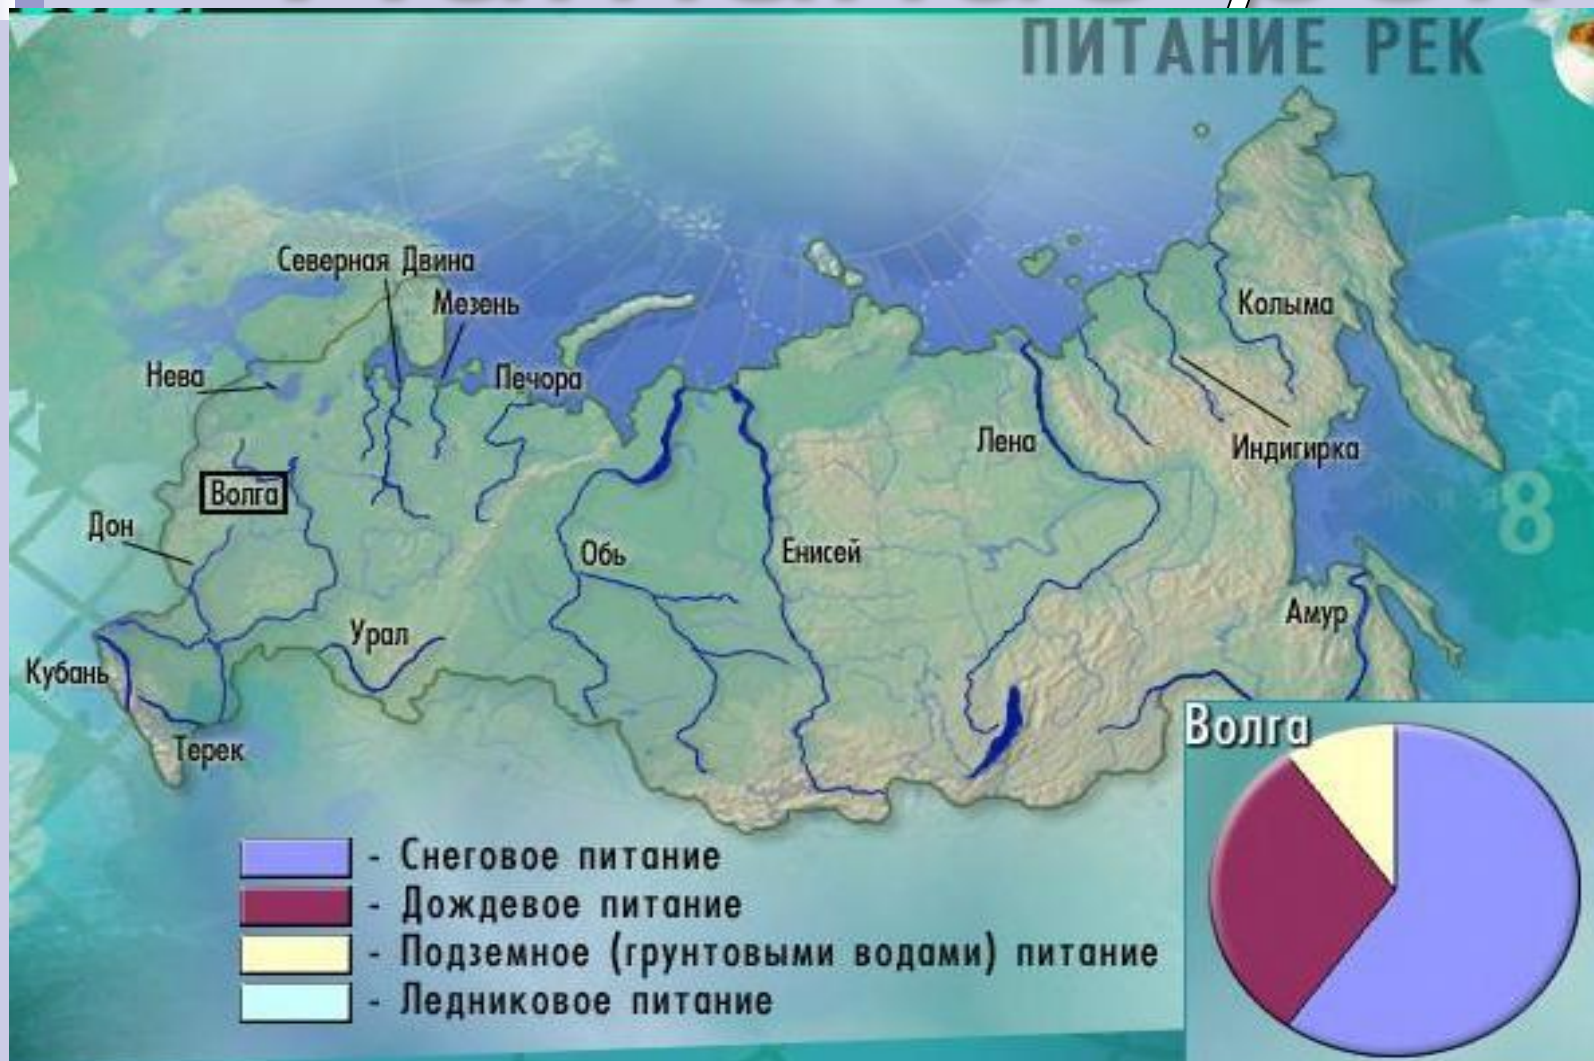 ПИТАНИЕ РЕК
Северная Двина
Мезень
Колыма
Нева
Печора
Лена
Индигирка
Волга
8
Дон
Обь
Енисей
Амур
Урал
Кубань
Волга
Терек
- Снеговое питание
- Дождевое питание
- Подземное (грунтовыми водами) питание
- Ледниковое питание